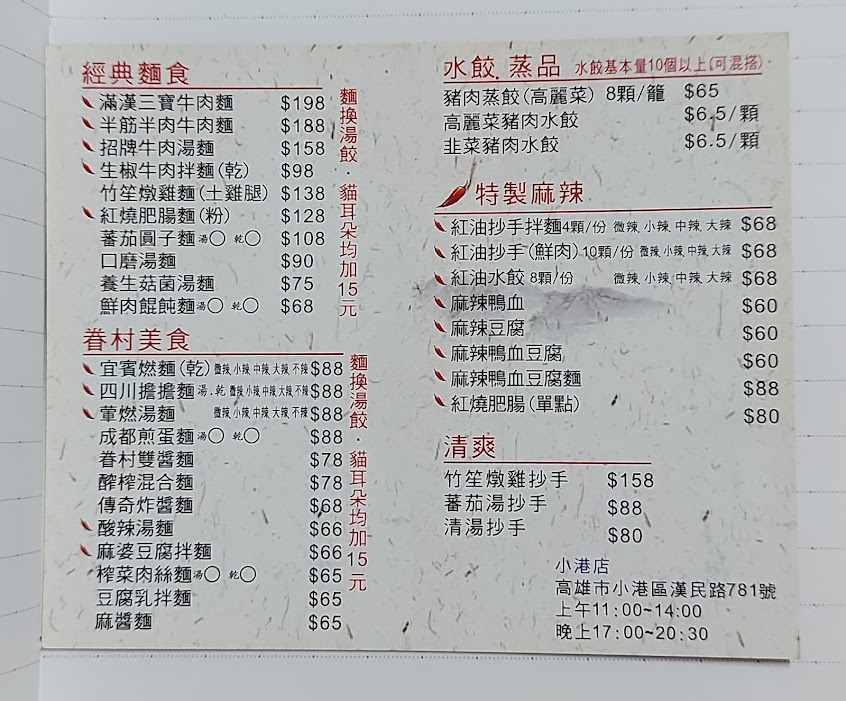 經典麵食
滿漢三寶牛肉麵 $198
半筋半肉牛肉麵 $188
招牌牛肉湯麵 $158
生椒牛肉拌麵(乾) $98
竹笙燉雞麵(土雞腿) $138
紅燒肥腸麵(粉) $128
蕃茄圓子麵 湯○ 乾○ $108
口磨湯麵 $90
養生菇菌湯麵 $75
鮮肉餛飩麵 湯○ 乾○ $68
麵換湯餃．貓耳朵均加15元
眷村美食
宜賓燃麵(乾) 微辣.小辣.中辣.大辣.不辣 $88
四川擔擔麵 湯.乾 微辣.小辣.中辣.大辣.不辣 $88
葷燃湯麵 微辣.小辣.中辣.大辣.不辣 $88
成都煎蛋麵 湯○ 乾○ $88
眷村雙醬麵 $78
醡榨混合麵 $78
傳奇炸醬麵 $68
酸辣湯麵 $66
麻婆豆腐拌麵 $66
榨菜肉絲麵 湯○ 乾○ $65
豆腐乳拌麵 $65
麻醬麵 $65
麵換湯餃．貓耳朵均加15元
水餃.蒸品 水餃基本量10個以上(可混搭)
豬肉蒸餃(高麗菜) 8顆/籠 $65
高麗菜豬肉水餃 $6.5/顆
韭菜豬肉水餃 $6.5/顆
特製麻辣
紅油抄手拌麵4顆/份 微辣.小辣.中辣.大辣 $68
紅油抄手(鮮肉)10顆/份 微辣.小辣.中辣.大辣 $68
紅油水餃 8顆/份 微辣.小辣.中辣.大辣 $68
麻辣鴨血 $60
麻辣豆腐 $60
麻辣鴨血豆腐 $60
麻辣鴨血豆腐麵 $88
紅燒肥腸(單點) $80
清爽
竹笙燉雞抄手 $158
蕃茄湯抄手 $88
清湯抄手 $80
小港店
高雄市小港區漢民路781號
上午11:00~14:00
晚上17:00~20:30